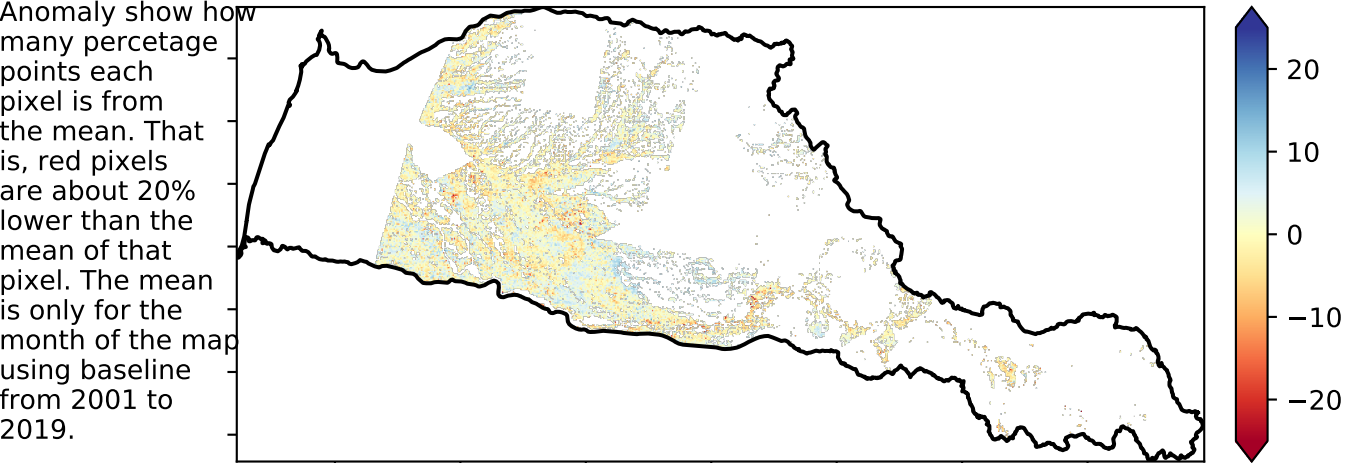 Anomaly show how
many percetage
points each
pixel is from
the mean. That
is, red pixels
are about 20%
lower than the
mean of that
pixel. The mean
is only for the
month of the map
using baseline
from 2001 to
2019.
20
10
0
−10
−20